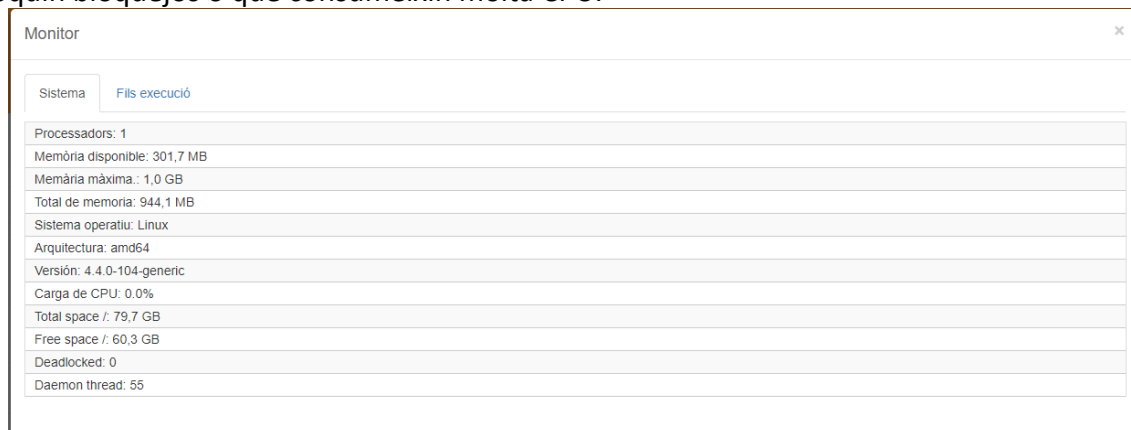 Monitor
×
Sistema Fils execució
Processadors: 1
Memòria disponible: 301,7 MB
Memària màxima.: 1,0 GB
Total de memoria: 944,1 MB
Sistema operatiu: Linux
Arquitectura: amd64
Versión: 4.4.0-104-generic
Carga de CPU: 0.0%
Total space /: 79,7 GB
Free space /: 60,3 GB
Deadlocked: 0
Daemon thread: 55